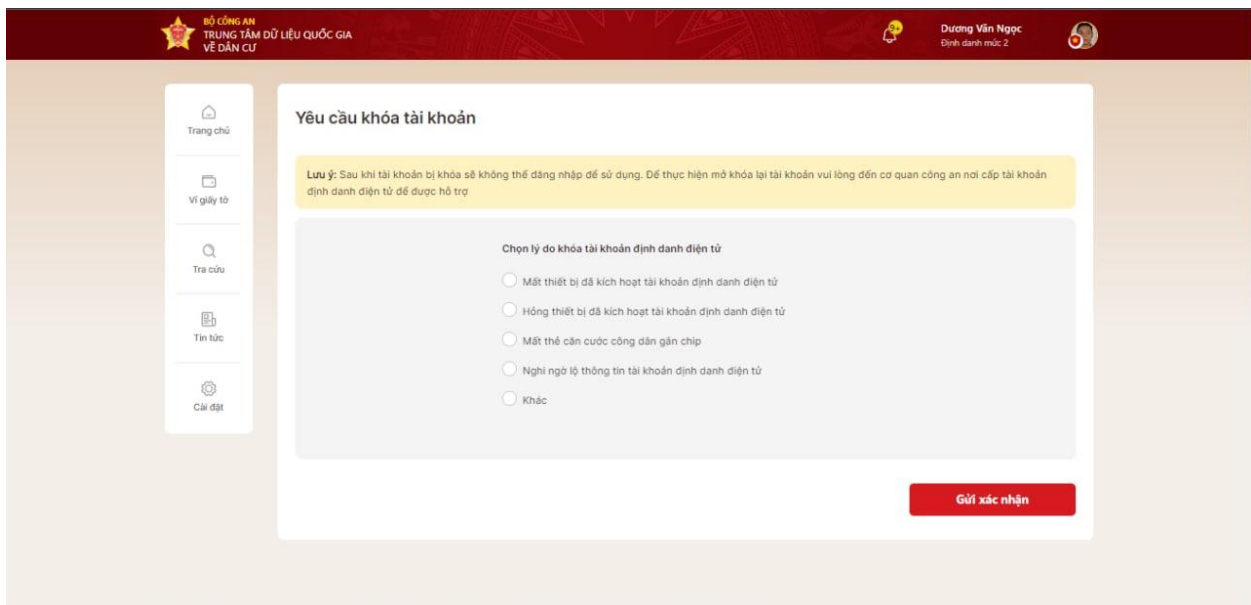 BỘ CÔNG AN
TRUNG TÂM DỮ LIỆU QUỐC GIA
VỀ DÂN CƯ
9+
Dương Văn Ngọc
Định danh mức 2
Trang chủ
Ví giấy tờ
Tra cứu
Tin tức
Cài đặt
Yêu cầu khóa tài khoản
Lưu ý: Sau khi tài khoản bị khóa sẽ không thể đăng nhập để sử dụng. Để thực hiện mở khóa lại tài khoản vui lòng đến cơ quan công an nơi cấp tài khoản
định danh điện tử để được hỗ trợ
Chọn lý do khóa tài khoản định danh điện tử
Mất thiết bị đã kích hoạt tài khoản định danh điện tử
Hỏng thiết bị đã kích hoạt tài khoản định danh điện tử
Mất thẻ căn cước công dân gắn chip
Nghi ngờ lộ thông tin tài khoản định danh điện tử
Khác
Gửi xác nhận